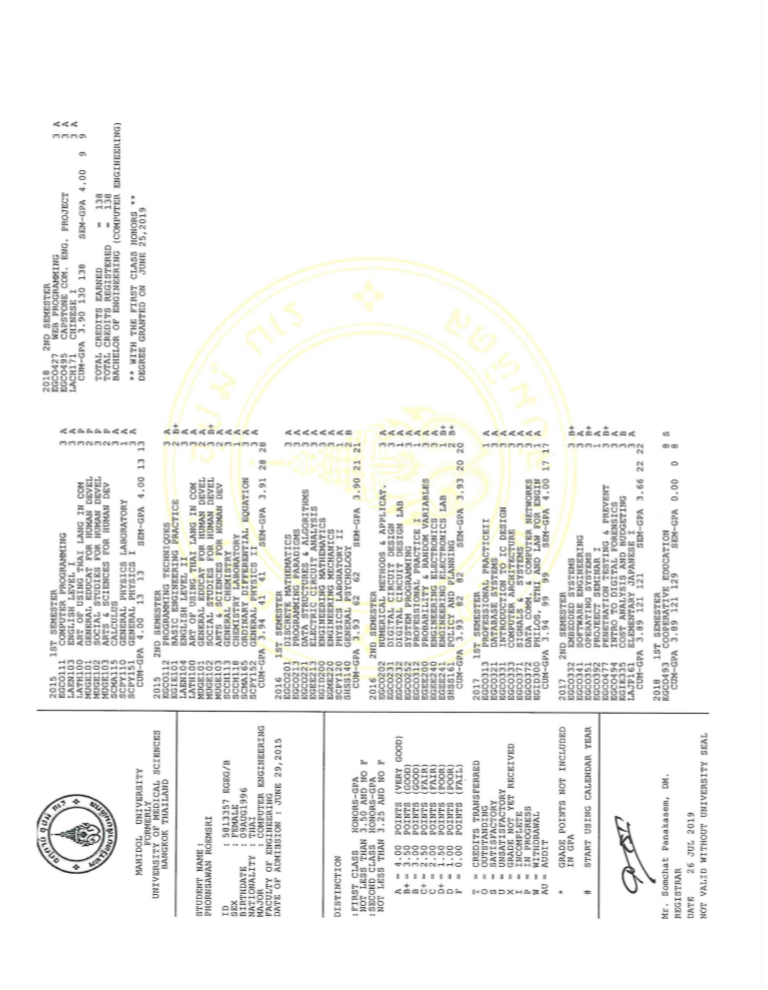 MAHIDOL UNIVERSITY
FORMERLY
UNIVERSITY OF MEDICAL SCIENCES
BANGKOK THAILAND
STUDENT NAME :
PHORNSAWAN ROEMSRI
ID : 5813357 EGEG/B
SEX : FEMALE
BIRTHDATE : 09AUG1996
NATIONALITY : THAI
MAJOR : COMPUTER ENGINEERING
FACULTY OF ENGINEERING
DATE OF ADMISSION : JUNE 29,2015
DISTINCTION
:FIRST CLASS HONORS-GPA
NOT LESS THAN 3.50 AND NO F
:SECOND CLASS HONORS-GPA
NOT LESS THAN 3.25 AND NO F
A = 4.00 POINTS (VERY GOOD)
B+ = 3.50 POINTS (GOOD)
B = 3.00 POINTS (GOOD)
C+ = 2.50 POINTS (FAIR)
C = 2.00 POINTS (FAIR)
D+ = 1.50 POINTS (POOR)
D = 1.00 POINTS (POOR)
F = 0.00 POINTS (FAIL)
T = CREDITS TRANSFERRED
O = OUTSTANDING
S = SATISFACTORY
U = UNSATISFACTORY
X = GRADE NOT YET RECEIVED
I = INCOMPLETE
P = IN PROGRESS
W = WITHDRAWAL
AU = AUDIT
* GRADE POINTS NOT INCLUDED
IN GPA
# START USING CALENDAR YEAR
Mr. Somchat Panakasem, DM.
REGISTRAR
DATE 26 JUL 2019
NOT VALID WITHOUT UNIVERSITY SEAL
2015 1ST SEMESTER
EGCO111 COMPUTER PROGRAMMING 3 A
LAEN103 ENGLISH LEVEL I 3 A
LATH100 ART OF USING THAI LANG IN COM 3 P
MUGE101 GENERAL EDUCAT FOR HUMAN DEVEL 2 P
MUGE102 SOCIAL STUDIES FOR HUMAN DEVEL 3 P
MUGE103 ARTS & SCIENCES FOR HUMAN DEV 2 P
SCMA115 CALCULUS 3 A
SCPY110 GENERAL PHYSICS LABORATORY 1 A
SCPY151 GENERAL PHYSICS I 3 A
CUM-GPA 4.00 13 13 SEM-GPA 4.00 13 13
2015 2ND SEMESTER
EGCO112 PROGRAMMING TECHNIQUES 3 A
EGIE101 BASIC ENGINEERING PRACTICE 2 B+
LAEN104 ENGLISH LEVEL II 3 A
LATH100 ART OF USING THAI LANG IN COM 3 A
MUGE101 GENERAL EDUCAT FOR HUMAN DEVEL 2 A
MUGE102 SOCIAL STUDIES FOR HUMAN DEVEL 3 B+
MUGE103 ARTS & SCIENCES FOR HUMAN DEV 2 A
SCCH113 GENERAL CHEMISTRY 3 A
SCCH118 CHEMISTRY LABORATORY 1 A
SCMA165 ORDINARY DIFFERENTIAL EQUATION 3 A
SCPY152 GENERAL PHYSICS II 3 A
CUM-GPA 3.94 41 41 SEM-GPA 3.91 28 28
2016 1ST SEMESTER
EGCO201 DISCRETE MATHEMATICS 3 A
EGCO213 PROGRAMMING PARADIGMS 3 A
EGCO221 DATA STRUCTURES & ALGORITHMS 3 A
EGEE217 ELECTRIC CIRCUIT ANALYSIS 3 A
EGID200 ENGINEERING MATHEMATICS 3 A
EGME220 ENGINEERING MECHANICS 3 A
SCPY120 PHYSICS LABORATORY II 1 A
SHSS140 GENERAL PSYCHOLOGY 2 B
CUM-GPA 3.93 62 62 SEM-GPA 3.90 21 21
2016 2ND SEMESTER
EGCO202 NUMERICAL METHODS & APPLICAT. 3 A
EGCO231 DIGITAL CIRCUIT DESIGN 3 A
EGCO232 DIGITAL CIRCUIT DESIGN LAB 1 A
EGCO252 SYSTEM PROGRAMMING 3 A
EGCO312 PROFESSIONAL PRACTICE I 1 A
EGEE200 PROBABILITY & RANDOM VARIABLES 3 A
EGEE240 ENGINEERING ELECTRONICS 3 A
EGEE241 ENGINEERING ELECTRONICS LAB 1 B+
SHSS161 POLICY AND PLANNING 2 B+
CUM-GPA 3.93 82 82 SEM-GPA 3.93 20 20
2017 1ST SEMESTER
EGCO313 PROFESSIONAL PRACTICEII 1 A
EGCO321 DATABASE SYSTEMS 3 A
EGCO331 INTRODUCTION TO IC DESIGN 3 A
EGCO333 COMPUTER ARCHITECTURE 3 A
EGCO371 SIGNALS & SYSTEMS 3 A
EGCO372 DATA COMM. & COMPUTER NETWORKS 3 A
EGID300 PHILOS, ETHI AND LAW FOR ENGIN 1 A
CUM-GPA 3.94 99 99 SEM-GPA 4.00 17 17
2017 2ND SEMESTER
EGCO332 EMBEDDED SYSTEMS 3 B+
EGCO341 SOFTWARE ENGINEERING 3 A
EGCO351 OPERATING SYSTEMS 3 B+
EGCO392 PROJECT SEMINAR I 1 A
EGCO477 PENETRATION TESTING & PREVENT 3 B+
EGCO494 INTRO TO DIGITAL FORENSICS 3 A
EGIE335 COST ANALYSIS AND BUDGETING 3 B
LAJP161 ELEMENTARY JAPANESE I 3 A
CUM-GPA 3.89 121 121 SEM-GPA 3.66 22 22
2018 1ST SEMESTER
EGCO493 COOPERATIVE EDUCATION 8 S
CUM-GPA 3.89 121 129 SEM-GPA 0.00 0 8
2018 2ND SEMESTER
EGCO427 WEB PROGRAMMING 3 A
EGCO495 CAPSTONE COM. ENG. PROJECT 3 A
LACH171 CHINESE I 3 A
CUM-GPA 3.90 130 138 SEM-GPA 4.00 9 9
TOTAL CREDITS EARNED = 138
TOTAL CREDITS REGISTERED = 138
BACHELOR OF ENGINEERING (COMPUTER ENGINEERING)
** WITH THE FIRST CLASS HONORS **
DEGREE GRANTED ON JUNE 25,2019